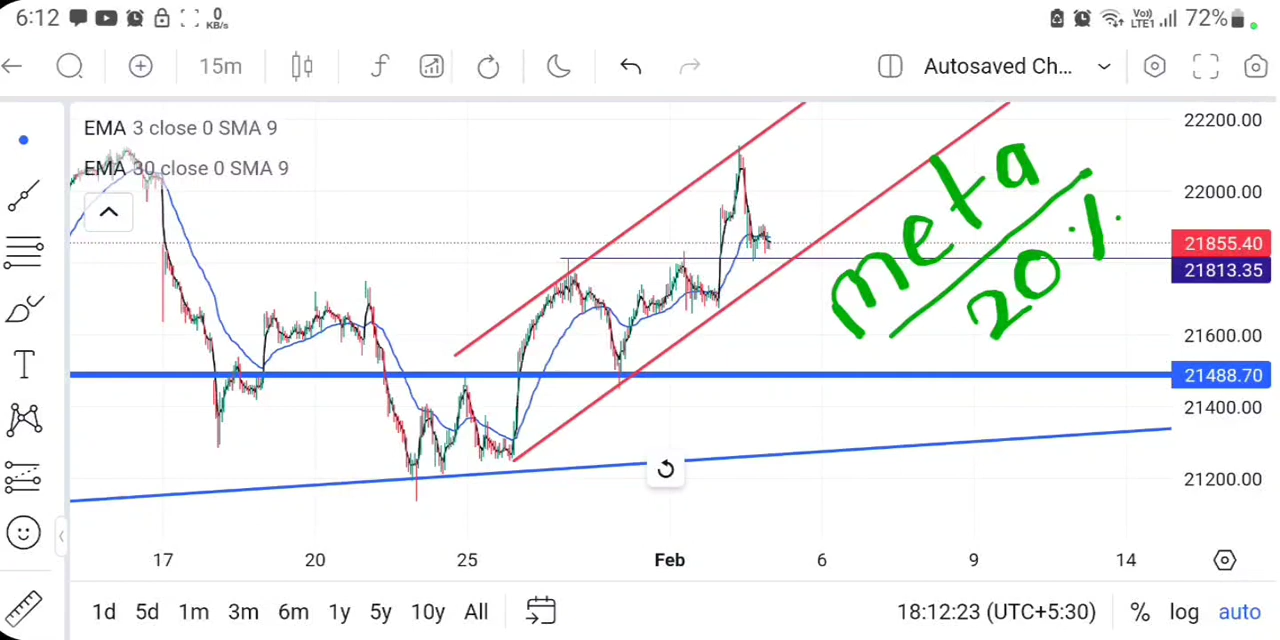 6:12
0
KB/s
Vo)) LTE1 72%
15m
Autosaved Ch...
EMA 3 close 0 SMA 9
EMA 30 close 0 SMA 9
22200.00
22000.00
21855.40
21813.35
21600.00
21488.70
21400.00
21200.00
meta
20%
17 20 25 Feb 6 9 14
1d 5d 1m 3m 6m 1y 5y 10y All
18:12:23 (UTC+5:30) % log auto